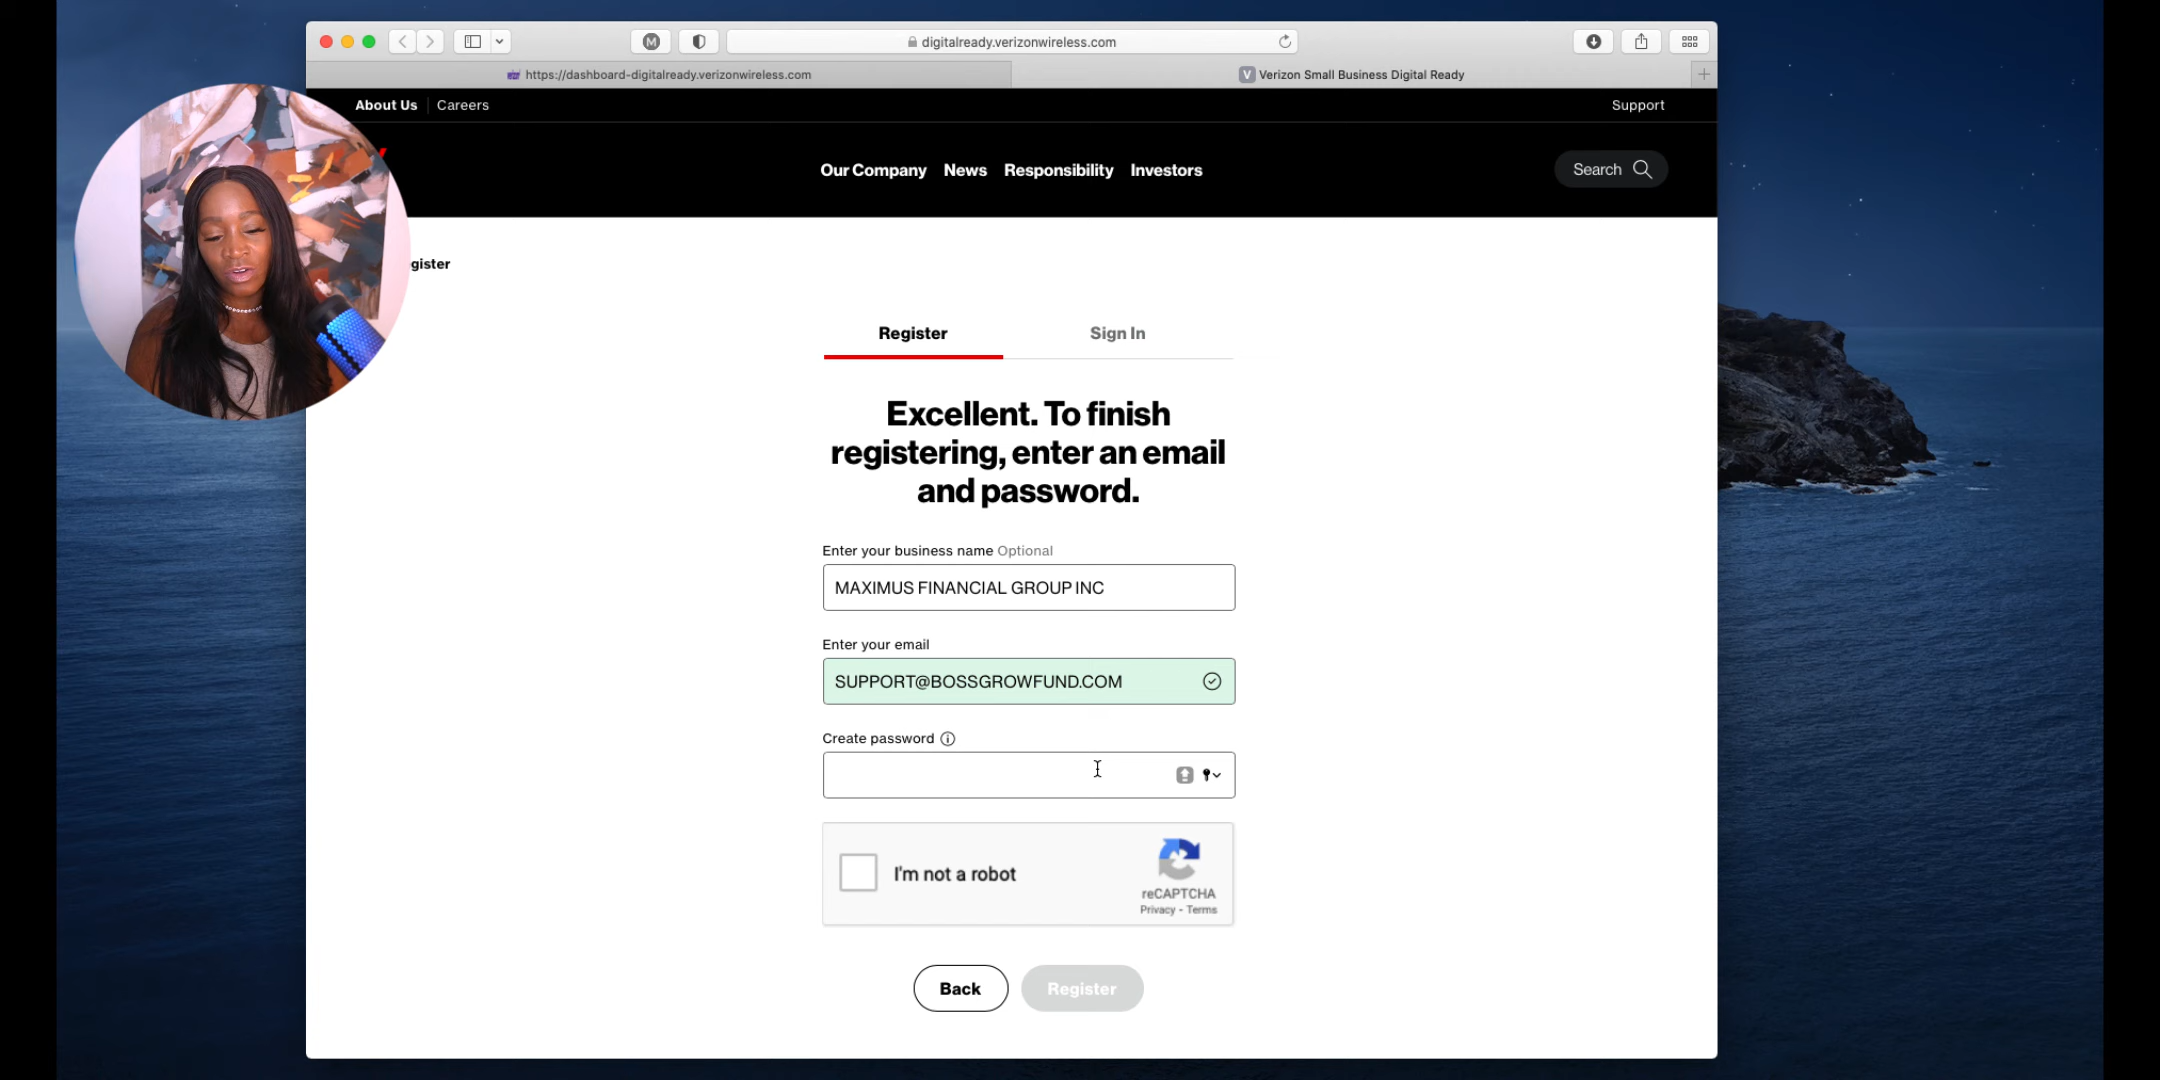 M
digitalready.verizonwireless.com
https://dashboard-digitalready.verizonwireless.com
V Verizon Small Business Digital Ready
About Us
Careers
Support
Our Company
News
Responsibility
Investors
Search
gister
Register
Sign In
Excellent. To finish
registering, enter an email
and password.
Enter your business name Optional
MAXIMUS FINANCIAL GROUP INC
Enter your email
SUPPORT@BOSSGROWFUND.COM
Create password
I'm not a robot
reCAPTCHA
Privacy - Terms
Back
Register